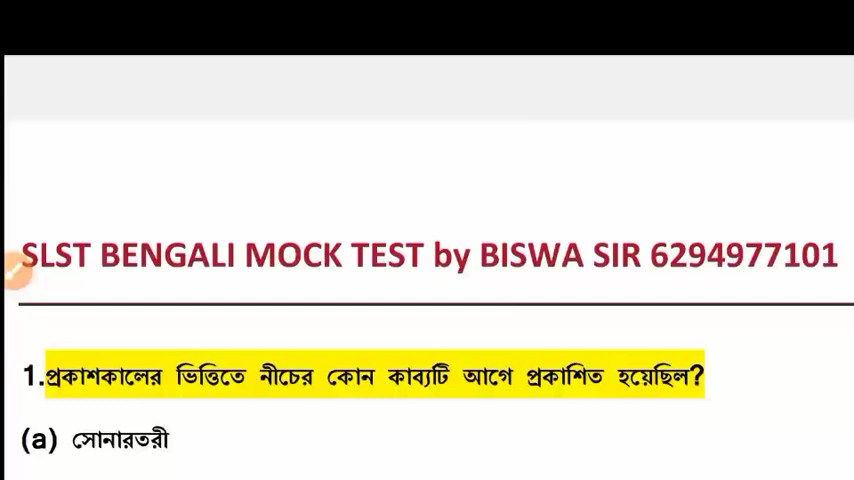 SLST BENGALI MOCK TEST by BISWA SIR 6294977101
1.প্রকাশকালের ভিত্তিতে নীচের কোন কাব্যটি আগে প্রকাশিত হয়েছিল?
(a) সোনারতরী